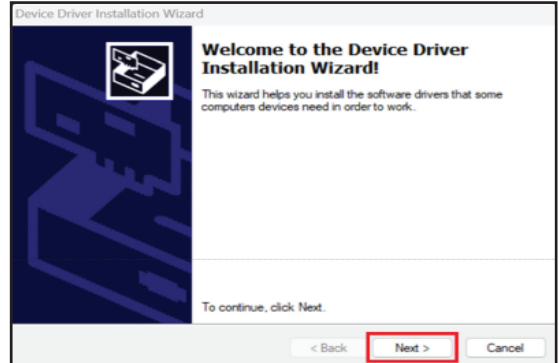 Device Driver Installation Wizard
Welcome to the Device Driver
Installation Wizard!
This wizard helps you install the software drivers that some
computers devices need in order to work.
To continue, click Next.
< Back
Next >
Cancel